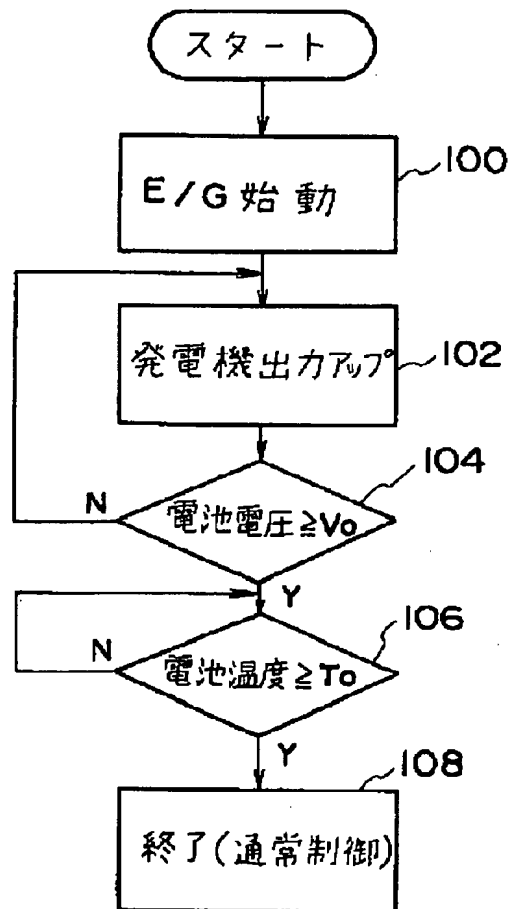 スタート
100
E/G 始動
102
発電機出力アップ
104
電池電圧≧Vo
N
Y
106
電池温度≧To
N
Y
108
終了(通常制御)